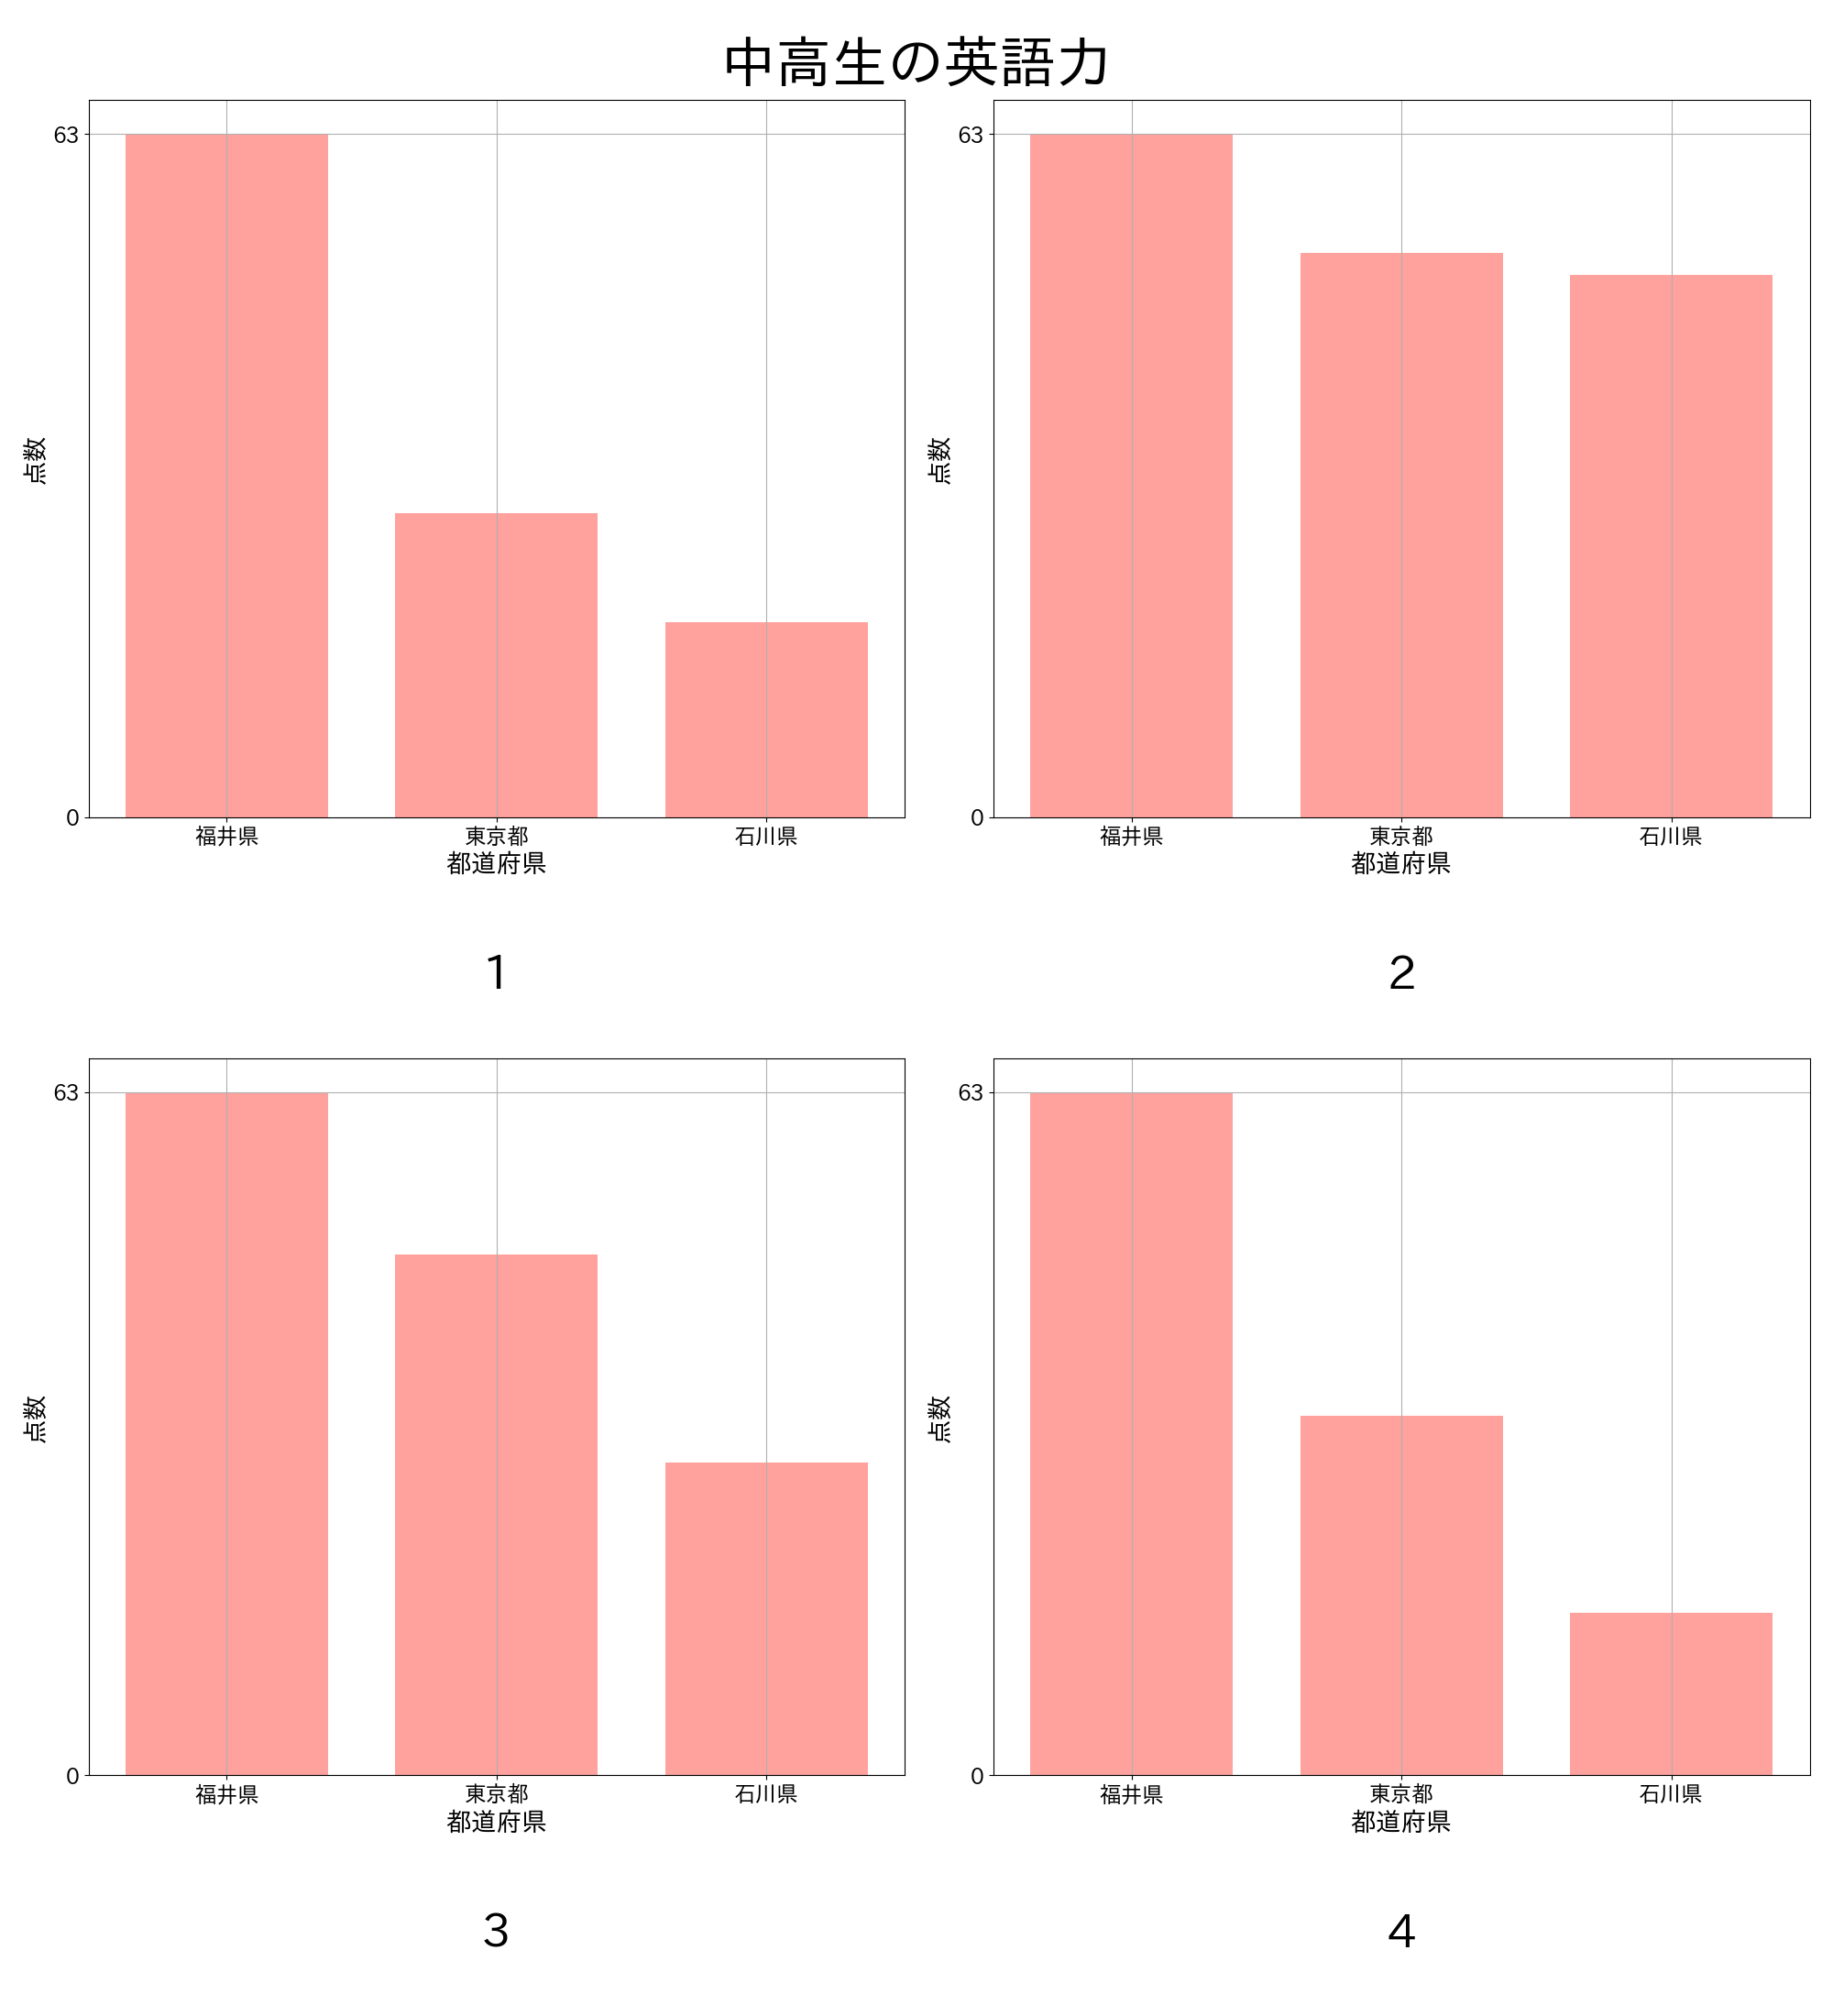 中高生の英語力
63
0
点数
福井県 東京都 石川県
都道府県
1
63
0
点数
福井県 東京都 石川県
都道府県
2
63
0
点数
福井県 東京都 石川県
都道府県
3
63
0
点数
福井県 東京都 石川県
都道府県
4